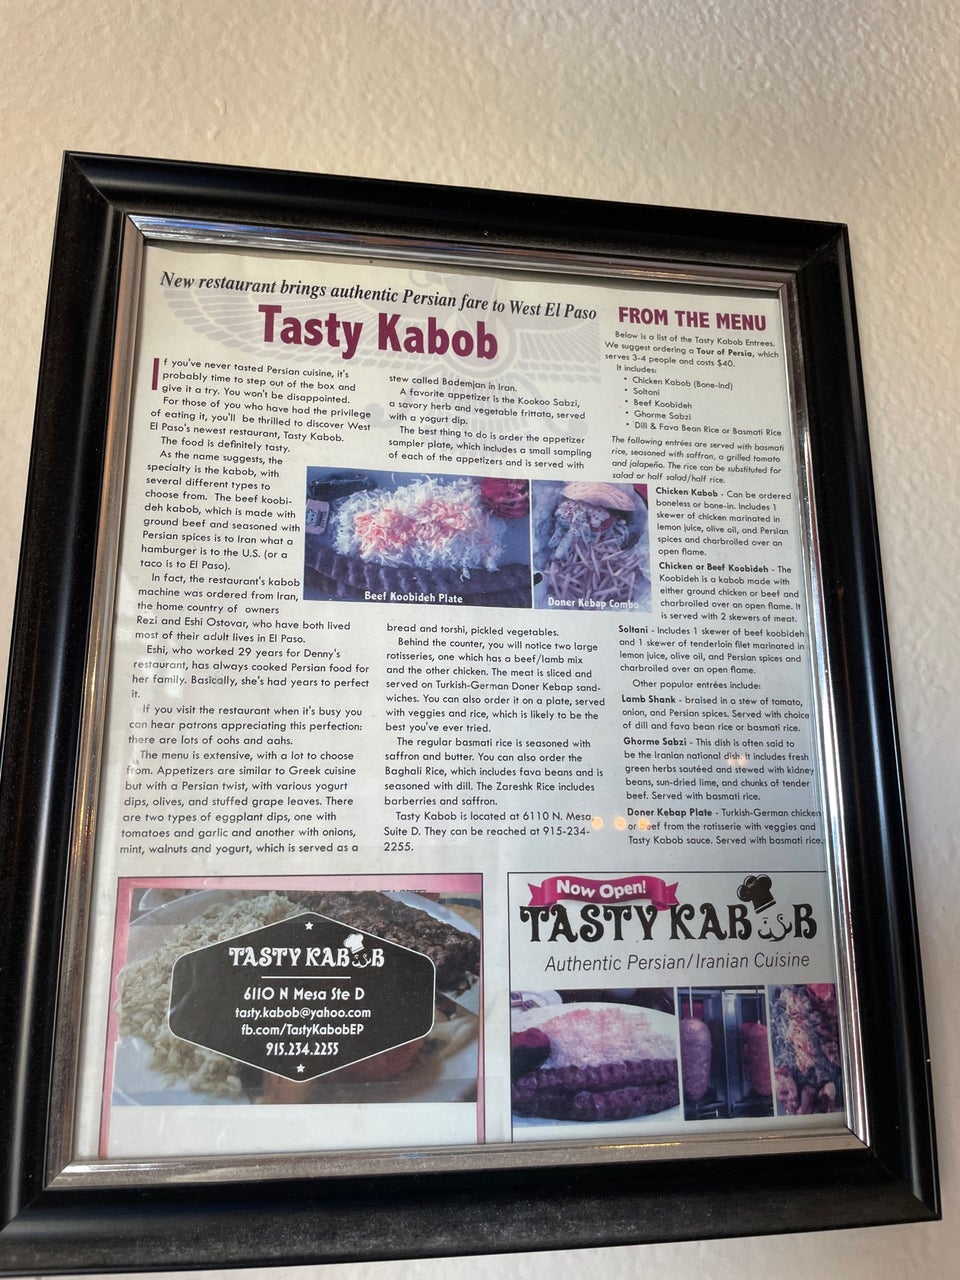 New restaurant brings authentic Persian fare to West El Paso
Tasty Kabob
If you've never tasted Persian cuisine, it's
probably time to step out of the box and
give it a try. You won't be disappointed.
For those of you who have had the privilege
of eating it, you'll be thrilled to discover West
El Paso's newest restaurant, Tasty Kabob.
The food is definitely tasty.
As the name suggests, the
specialty is the kabob, with
several different types to
choose from. The beef koobi-
deh kabob, which is made with
ground beef and seasoned with
Persian spices is to Iran what a
hamburger is to the U.S. (or a
taco is to El Paso).
In fact, the restaurant's kabob
machine was ordered from Iran,
the home country of owners
Rezi and Eshi Ostovar, who have both lived
most of their adult lives in El Paso.
Eshi, who worked 29 years for Denny's
restaurant, has always cooked Persian food for
her family. Basically, she's had years to perfect
it.
If you visit the restaurant when it's busy you
can hear patrons appreciating this perfection:
there are lots of oohs and aahs.
The menu is extensive, with a lot to choose
from. Appetizers are similar to Greek cuisine
but with a Persian twist, with various yogurt
dips, olives, and stuffed grape leaves. There
are two types of eggplant dips, one with
tomatoes and garlic and another with onions,
mint, walnuts and yogurt, which is served as a
stew called Bademjan in Iran.
A favorite appetizer is the Kookoo Sabzi,
a savory herb and vegetable frittata, served
with a yogurt dip.
The best thing to do is order the appetizer
sampler plate, which includes a small sampling
of each of the appetizers and is served with
Beef Koobideh Plate
Doner Kebap Combo
bread and torshi, pickled vegetables.
Behind the counter, you will notice two large
rotisseries, one which has a beef/lamb mix
and the other chicken. The meat is sliced and
served on Turkish-German Doner Kebap sand-
wiches. You can also order it on a plate, served
with veggies and rice, which is likely to be the
best you've ever tried.
The regular basmati rice is seasoned with
saffron and butter. You can also order the
Baghali Rice, which includes fava beans and is
seasoned with dill. The Zareshk Rice includes
barberries and saffron.
Tasty Kabob is located at 6110 N. Mesa,
Suite D. They can be reached at 915-234-
2255.
FROM THE MENU
Below is a list of the Tasty Kabob Entrees.
We suggest ordering a Tour of Persia, which
serves 3-4 people and costs $40.
It includes:
• Chicken Kabob (Bone-ind)
• Soltani
• Beef Koobideh
• Ghorme Sabzi
• Dill & Fava Bean Rice or Basmati Rice
The following entrées are served with basmati
rice, seasoned with saffron, a grilled tomato
and jalapeño. The rice can be substituted for
salad or half salad/half rice.
Chicken Kabob - Can be ordered
boneless or bone-in. Includes 1
skewer of chicken marinated in
lemon juice, olive oil, and Persian
spices and charbroiled over an
open flame.
Chicken or Beef Koobideh - The
Koobideh is a kabob made with
either ground chicken or beef and
charbroiled over an open flame. It
is served with 2 skewers of meat.
Soltani - Includes 1 skewer of beef koobideh
and 1 skewer of tenderloin filet marinated in
lemon juice, olive oil, and Persian spices and
charbroiled over an open flame.
Other popular entrées include:
Lamb Shank - braised in a stew of tomato,
onion, and Persian spices. Served with choice
of dill and fava bean rice or basmati rice.
Ghorme Sabzi - This dish is often said to
be the Iranian national dish. It includes fresh
green herbs sautéed and stewed with kidney
beans, sun-dried lime, and chunks of tender
beef. Served with basmati rice.
Doner Kebap Plate - Turkish-German chicken
or beef from the rotisserie with veggies and
Tasty Kabob sauce. Served with basmati rice.
TASTY KABOB
6110 N Mesa Ste D
tasty.kabob@yahoo.com
fb.com/TastyKabobEP
915.234.2255
Now Open!
TASTY KABOB
Authentic Persian/Iranian Cuisine